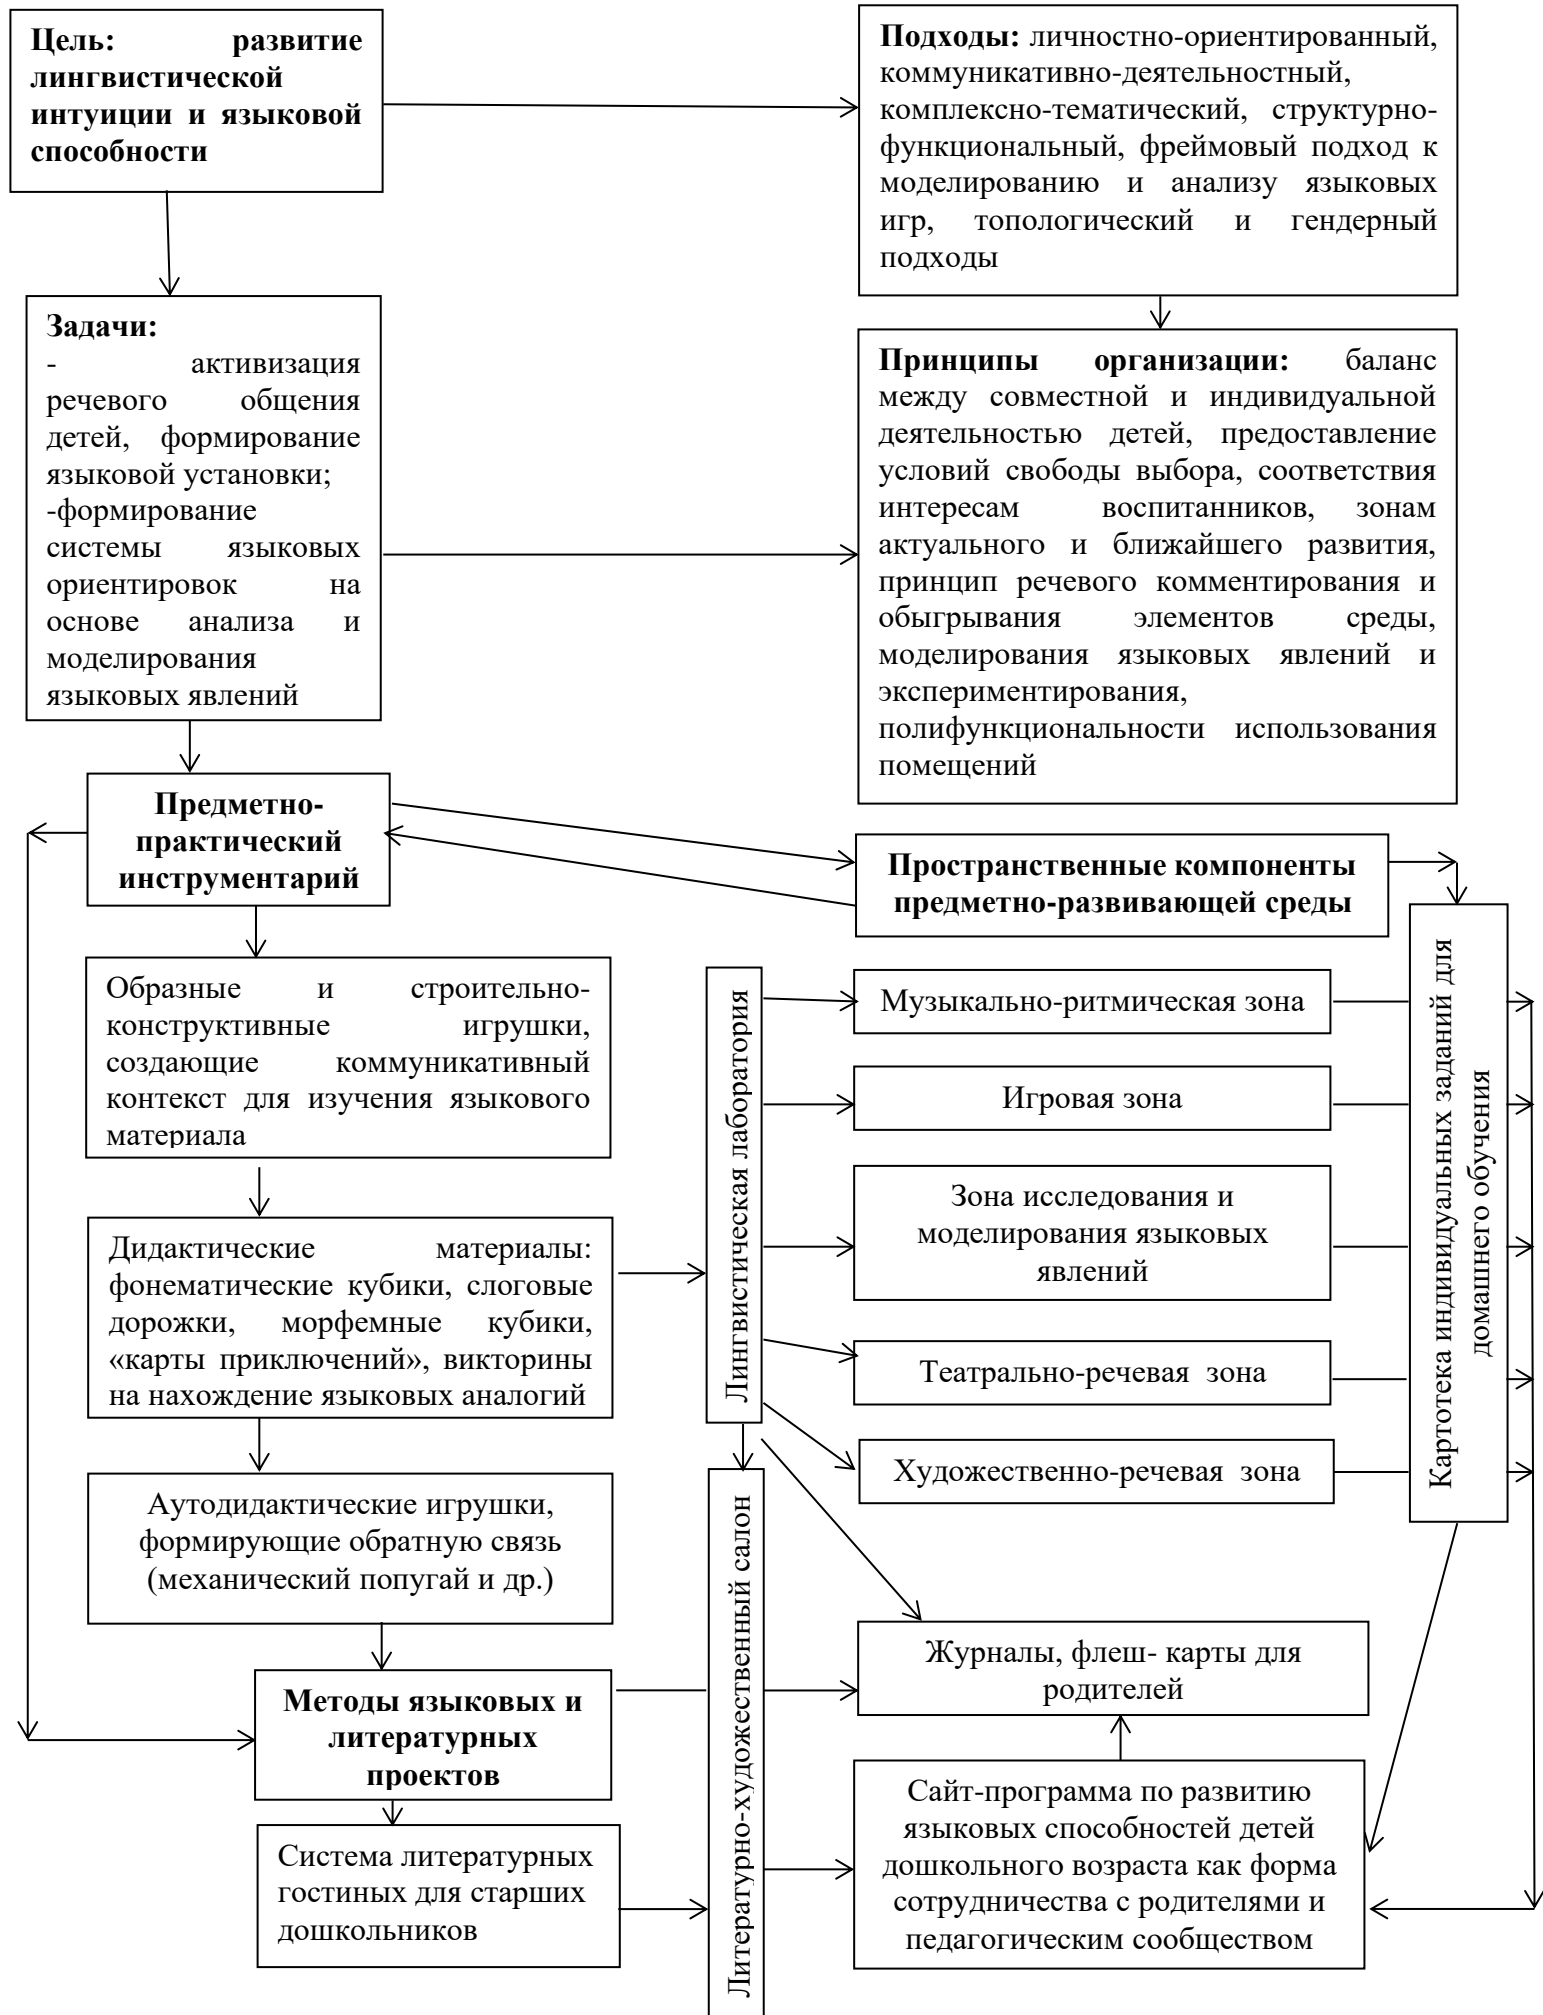 Цель: развитие
лингвистической
интуиции и языковой
способности
Подходы: личностно-ориентированный,
коммуникативно-деятельностный,
комплексно-тематический, структурно-
функциональный, фреймовый подход к
моделированию и анализу языковых
игр, топологический и гендерный
подходы
Задачи:
- активизация
речевого общения
детей, формирование
языковой установки;
-формирование
системы языковых
ориентировок на
основе анализа и
моделирования
языковых явлений
Принципы организации: баланс
между совместной и индивидуальной
деятельностью детей, предоставление
условий свободы выбора, соответствия
интересам воспитанников, зонам
актуального и ближайшего развития,
принцип речевого комментирования и
обыгрывания элементов среды,
моделирования языковых явлений и
экспериментирования,
полифункциональности использования
помещений
Предметно-
практический
инструментарий
Пространственные компоненты
предметно-развивающей среды
Образные и строительно-
конструктивные игрушки,
создающие коммуникативный
контекст для изучения языкового
материала
Дидактические материалы:
фонематические кубики, слоговые
дорожки, морфемные кубики,
«карты приключений», викторины
на нахождение языковых аналогий
Аутодидактические игрушки,
формирующие обратную связь
(механический попугай и др.)
Методы языковых и
литературных
проектов
Система литературных
гостиных для старших
дошкольников
Лингвистическая лаборатория
Литературно-художественный салон
Музыкально-ритмическая зона
Игровая зона
Зона исследования и
моделирования языковых
явлений
Театрально-речевая зона
Художественно-речевая зона
Картотека индивидуальных заданий для
домашнего обучения
Журналы, флеш- карты для
родителей
Сайт-программа по развитию
языковых способностей детей
дошкольного возраста как форма
сотрудничества с родителями и
педагогическим сообществом